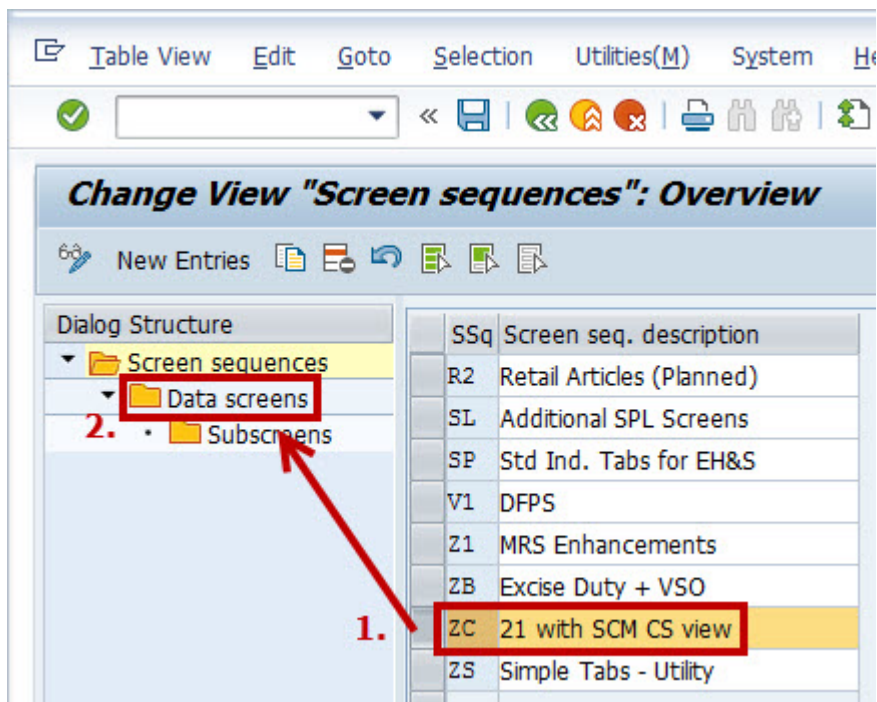 Table View Edit Goto Selection Utilities(M) System He
«
Change View "Screen sequences": Overview
New Entries
Dialog Structure
Screen sequences
Data screens
2.
Subscreens
SSq Screen seq. description
R2 Retail Articles (Planned)
SL Additional SPL Screens
SP Std Ind. Tabs for EH&S
V1 DFPS
Z1 MRS Enhancements
ZB Excise Duty + VSO
1.
ZC 21 with SCM CS view
ZS Simple Tabs - Utility